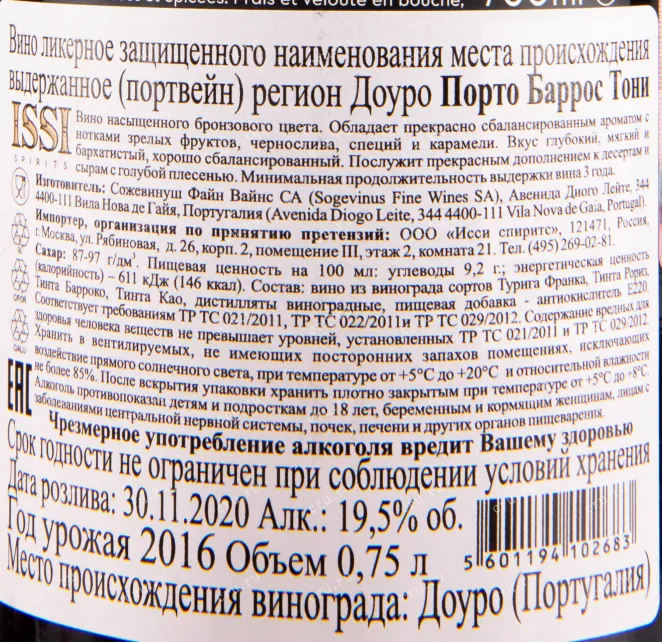 et épicées. Fruits et velouté en bouche, 750ml
Вино ликерное защищенного наименования места происхождения
выдержанное (портвейн) регион Доуро Порто Баррос Тони
ISSI
SPIRITS
Вино насыщенного бронзового цвета. Обладает прекрасно сбалансированным ароматом с
нотками зрелых фруктов, чернослива, специй и карамели. Вкус глубокий, мягкий и
бархатистый, хорошо сбалансированный. Послужит прекрасным дополнением к десертам и
сырам с голубой плесенью. Минимальная продолжительность выдержки вина 3 года.
Изготовитель: Сожевинуш Файн Вайнс СА (Sogevinus Fine Wines SA), Авенида Диого Лейте, 344
4400-111 Вила Нова де Гайя, Португалия (Avenida Diogo Leite, 344 4400-111 Vila Nova de Gaia, Portugal).
Импортер, организация по принятию претензий: ООО «Исси спиритс», 121471, Россия,
г.Москва, ул. Рябиновая, д. 26, корп. 2, помещение III, этаж 2, комната 21. Тел. (495) 269-02-81.
Сахар: 87-97 г/дм³. Пищевая ценность на 100 мл: углеводы 9,2 г.; энергетическая ценность
(калорийность) – 611 кДж (146 ккал). Состав: вино из винограда сортов Турига Франка, Тинта Рориз,
Тинта Баррока, Тинта Као, дистилляты виноградные, пищевая добавка - антиокислитель Е220.
Соответствует требованиям ТР ТС 021/2011, ТР ТС 022/2011и ТР ТС 029/2012. Содержание вредных для
здоровья человека веществ не превышает уровней, установленных ТР ТС 021/2011 и ТР ТС 029/2012.
Хранить в вентилируемых, не имеющих посторонних запахов помещениях, исключающих
воздействие прямого солнечного света, при температуре от +5°С до +20°С и относительной влажности
не более 85%. После вскрытия упаковки хранить плотно закрытым при температуре от +5°С до +8°С.
Алкоголь противопоказан детям и подросткам до 18 лет, беременным и кормящим женщинам, лицам с
заболеваниями центральной нервной системы, почек, печени и других органов пищеварения.
ЕАС
Чрезмерное употребление алкоголя вредит Вашему здоровью
Срок годности не ограничен при соблюдении условий хранения
Дата розлива: 30.11.2020 Алк.: 19,5% об.
Год урожая 2016 Объем 0,75 л
5 601194 102683
Место происхождения винограда: Доуро (Португалия)